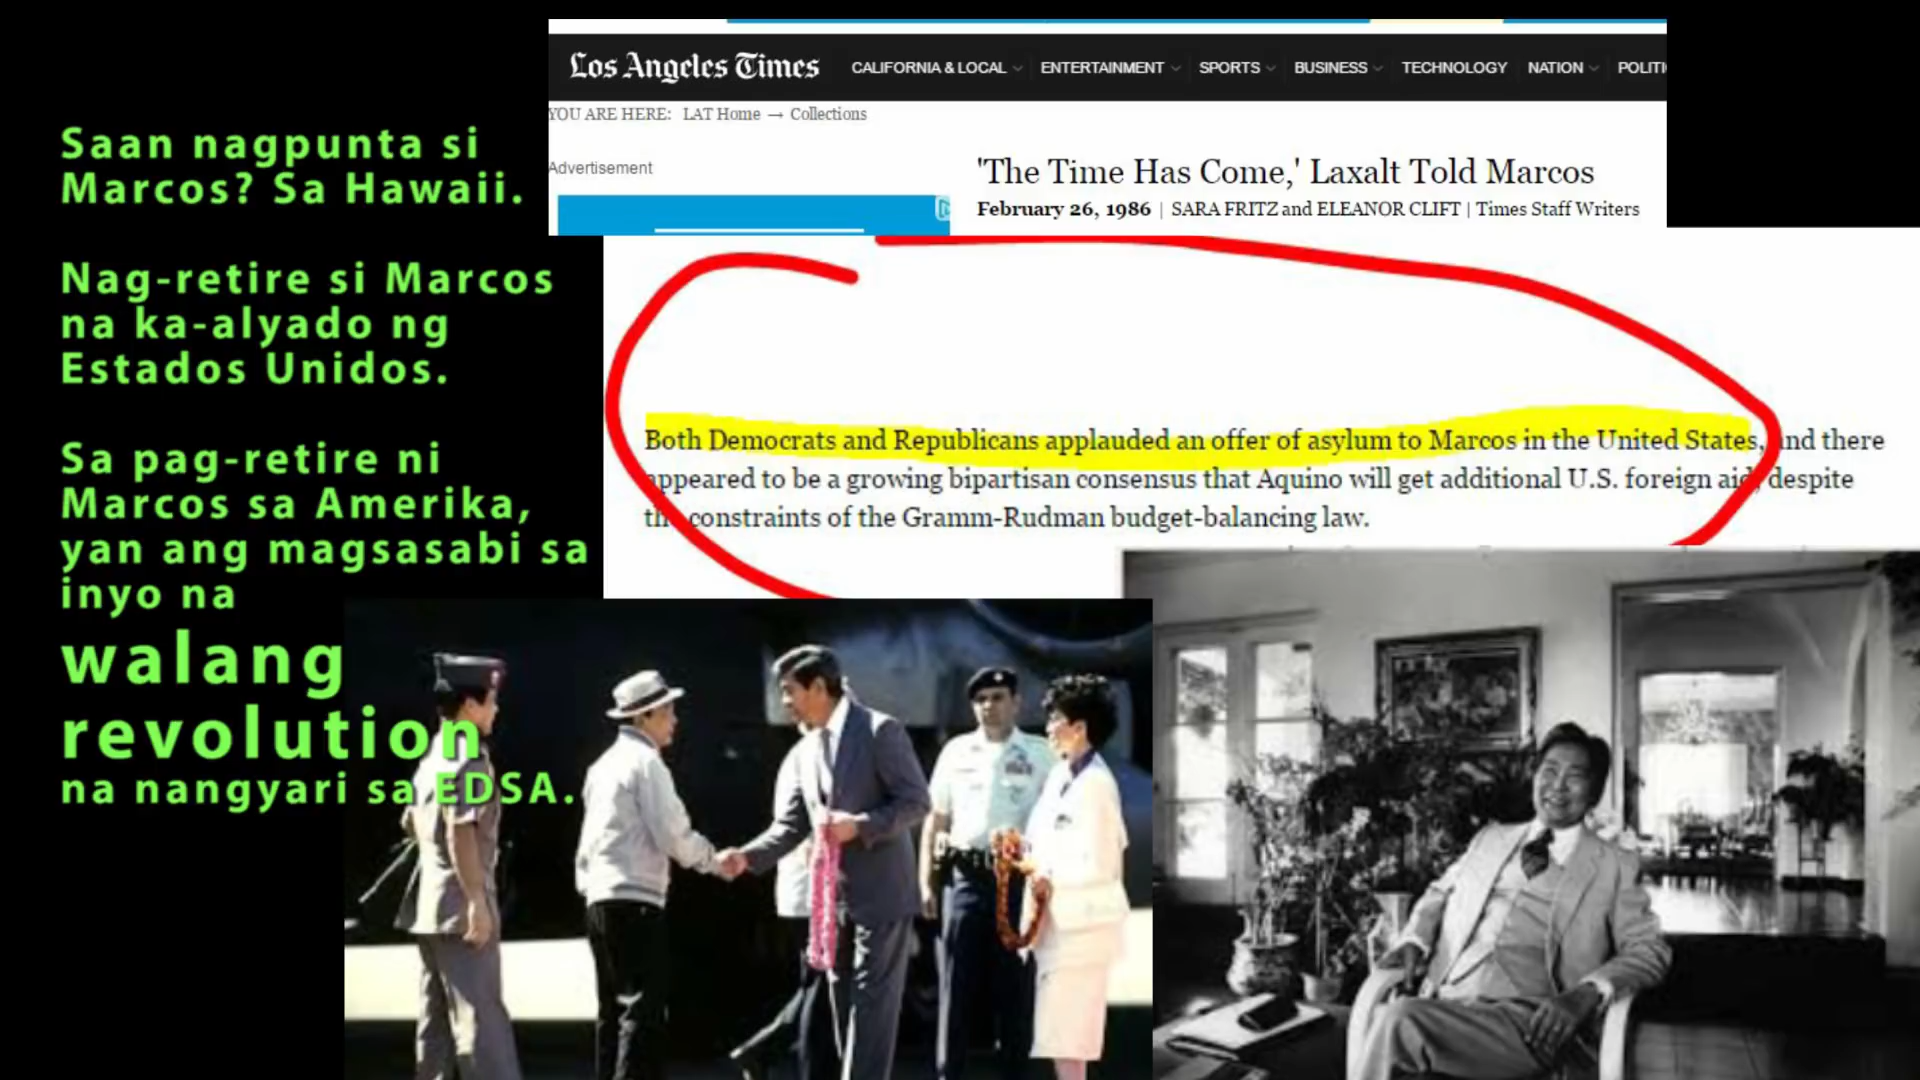 Saan nagpunta si
Marcos? Sa Hawaii.
Nag-retire si Marcos
na ka-alyado ng
Estados Unidos.
Sa pag-retire ni
Marcos sa Amerika,
yan ang magsasabi sa
inyo na
walang
revolution
na nangyari sa EDSA.
Los Angeles Times CALIFORNIA & LOCAL ENTERTAINMENT SPORTS BUSINESS TECHNOLOGY NATION
YOU ARE HERE: LAT Home → Collections
Advertisement
'The Time Has Come,' Laxalt Told Marcos
February 26, 1986 | SARA FRITZ and ELEANOR CLIFT | Times Staff Writers
Both Democrats and Republicans applauded an offer of asylum to Marcos in the United States, and there
appeared to be a growing bipartisan consensus that Aquino will get additional U.S. foreign aid, despite
the constraints of the Gramm-Rudman budget-balancing law.